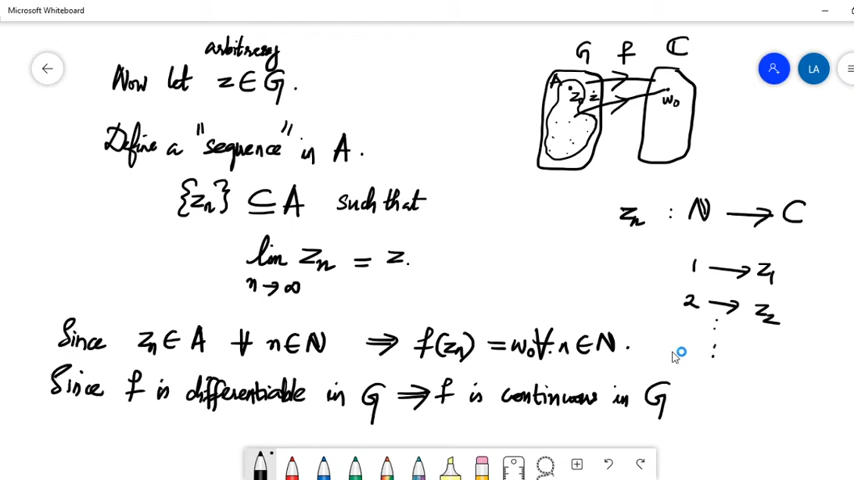 Microsoft Whiteboard
arbitrary
Now let z ∈ G.
Define a "sequence" in A.
{zₙ} ⊆ A such that
lim zₙ = z.
n → ∞
Since zₙ ∈ A ∀ n ∈ ℕ ⟹ f(zₙ) = w₀ ∀ n ∈ ℕ.
Since f is differentiable in G ⟹ f is continuous in G
G f ℂ
A
z₀ z
w₀
zₙ : ℕ → C
1 → z₁
2 → z₂
⋮
LA